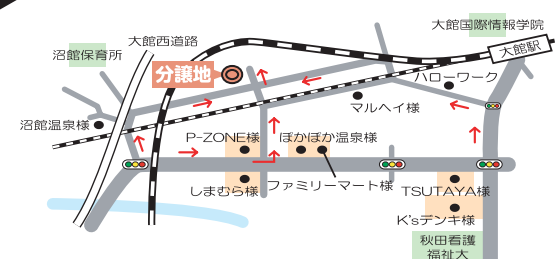 大館国際情報学院
大館西道路
大館駅
沼館保育所
分譲地
ハローワーク
マルヘイ様
沼館温泉様
P-ZONE様
ぽかぽか温泉様
しまむら様
ファミリーマート様
TSUTAYA様
K'sデンキ様
秋田看護
福祉大